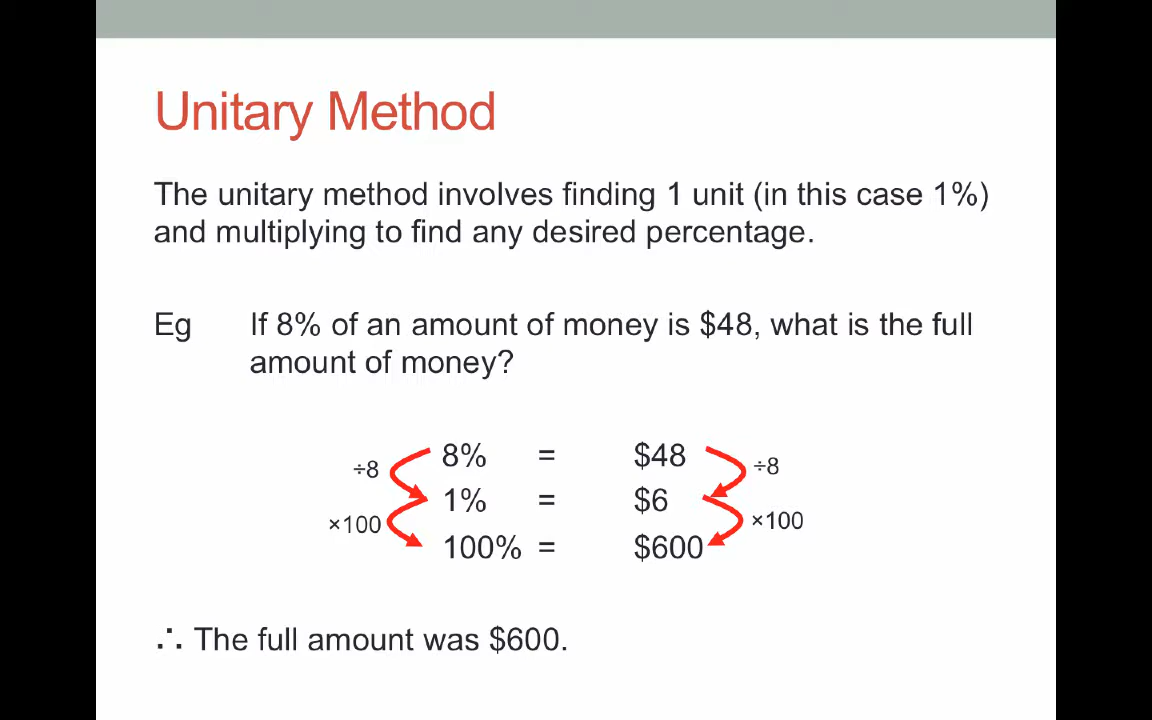 Unitary Method
The unitary method involves finding 1 unit (in this case 1%)
and multiplying to find any desired percentage.
Eg If 8% of an amount of money is $48, what is the full
amount of money?
÷8 8% = $48 ÷8
1% = $6
×100 100% = $600 ×100
∴ The full amount was $600.